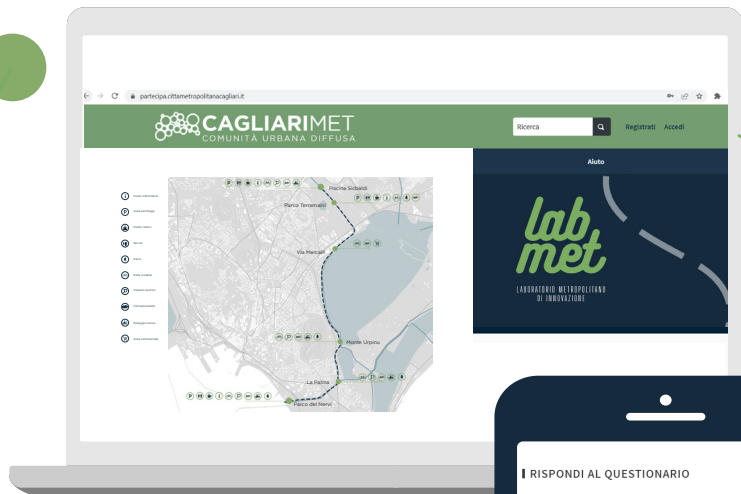 partecipa.cittametropolitanacagliari.it
CAGLIARIMET
COMUNITÀ URBANA DIFFUSA
Ricerca
Registrati Accedi
Aiuto
Piscina Sicbaldi
Parco Terramaini
Via Mercalli
Monte Urpinu
La Palma
Parco dei Nervi
lab
met
LABORATORIO METROPOLITANO
DI INNOVAZIONE
RISPONDI AL QUESTIONARIO